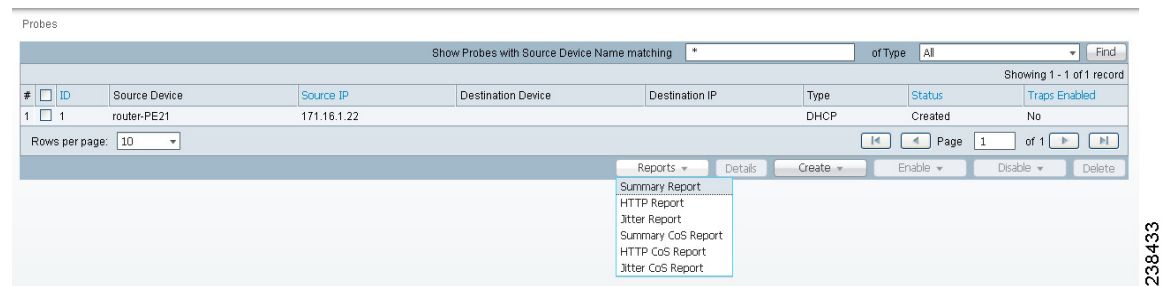 Probes
Show Probes with Source Device Name matching * of Type All Find
Showing 1 - 1 of 1 record
# ID Source Device Source IP Destination Device Destination IP Type Status Traps Enabled
1 1 router-PE21 171.16.1.22 DHCP Created No
Rows per page: 10 Page 1 of 1
Reports Details Create Enable Disable Delete
Summary Report
HTTP Report
Jitter Report
Summary CoS Report
HTTP CoS Report
Jitter CoS Report
238433